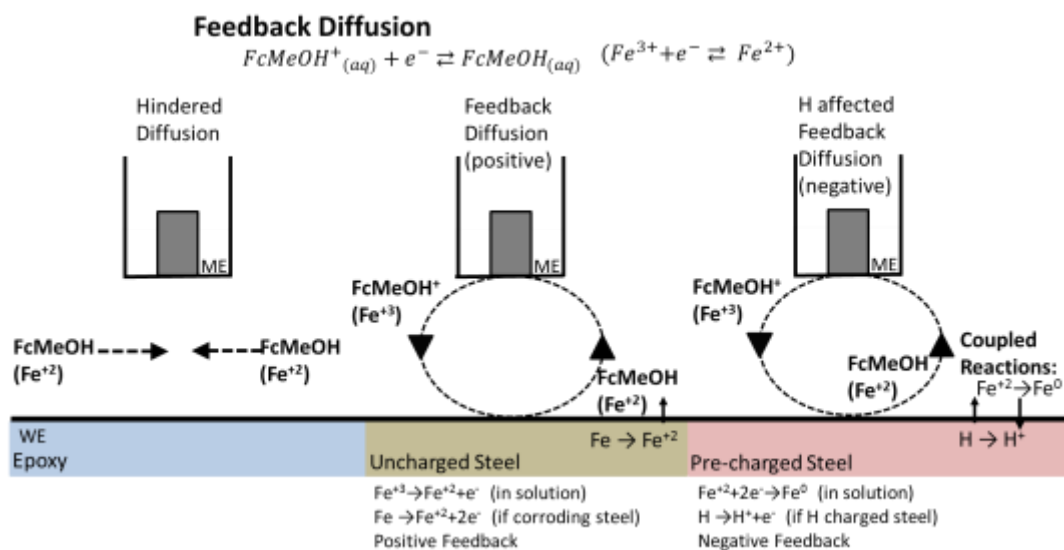 Feedback Diffusion
FcMeOH⁺(aq) + e⁻ ⇄ FcMeOH(aq) (Fe³⁺+e⁻ ⇄ Fe²⁺)
Hindered
Diffusion
ME
FcMeOH
(Fe⁺²)
FcMeOH
(Fe⁺²)
Feedback
Diffusion
(positive)
ME
FcMeOH⁺
(Fe⁺³)
FcMeOH
(Fe⁺²)
H affected
Feedback
Diffusion
(negative)
ME
FcMeOH⁺
(Fe⁺³)
FcMeOH
(Fe⁺²)
Coupled
Reactions:
Fe⁺²→Fe⁰
WE
Epoxy
Fe → Fe⁺²
Uncharged Steel
H → H⁺
Pre-charged Steel
Fe⁺³→Fe⁺²+e⁻ (in solution)
Fe →Fe⁺²+2e⁻ (if corroding steel)
Positive Feedback
Fe⁺²+2e⁻→Fe⁰ (in solution)
H →H⁺+e⁻ (if H charged steel)
Negative Feedback